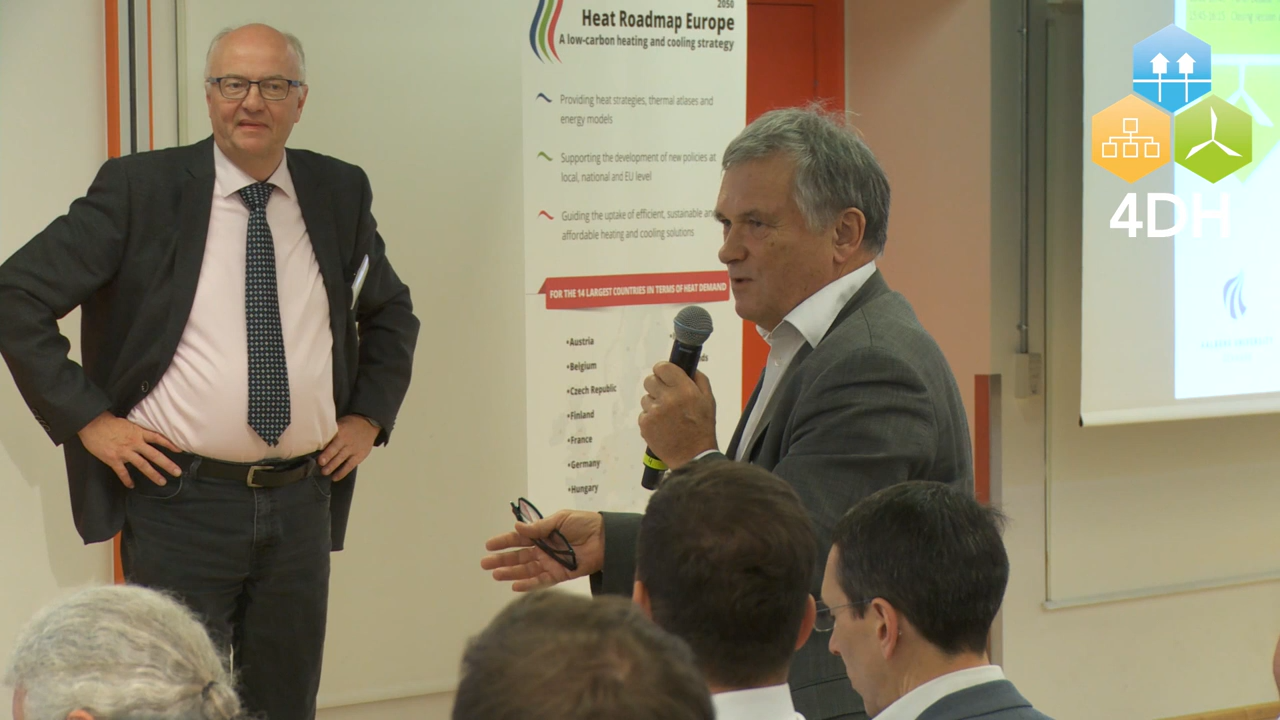 2050
Heat Roadmap Europe
A low-carbon heating and cooling strategy
Providing heat strategies, thermal atlases and
energy models
Supporting the development of new policies at
local, national and EU level
Guiding the uptake of efficient, sustainable and
affordable heating and cooling solutions
FOR THE 14 LARGEST COUNTRIES IN TERMS OF HEAT DEMAND
•Austria
•Belgium
•Czech Republic
•Finland
•France
•Germany
•Hungary
4DH